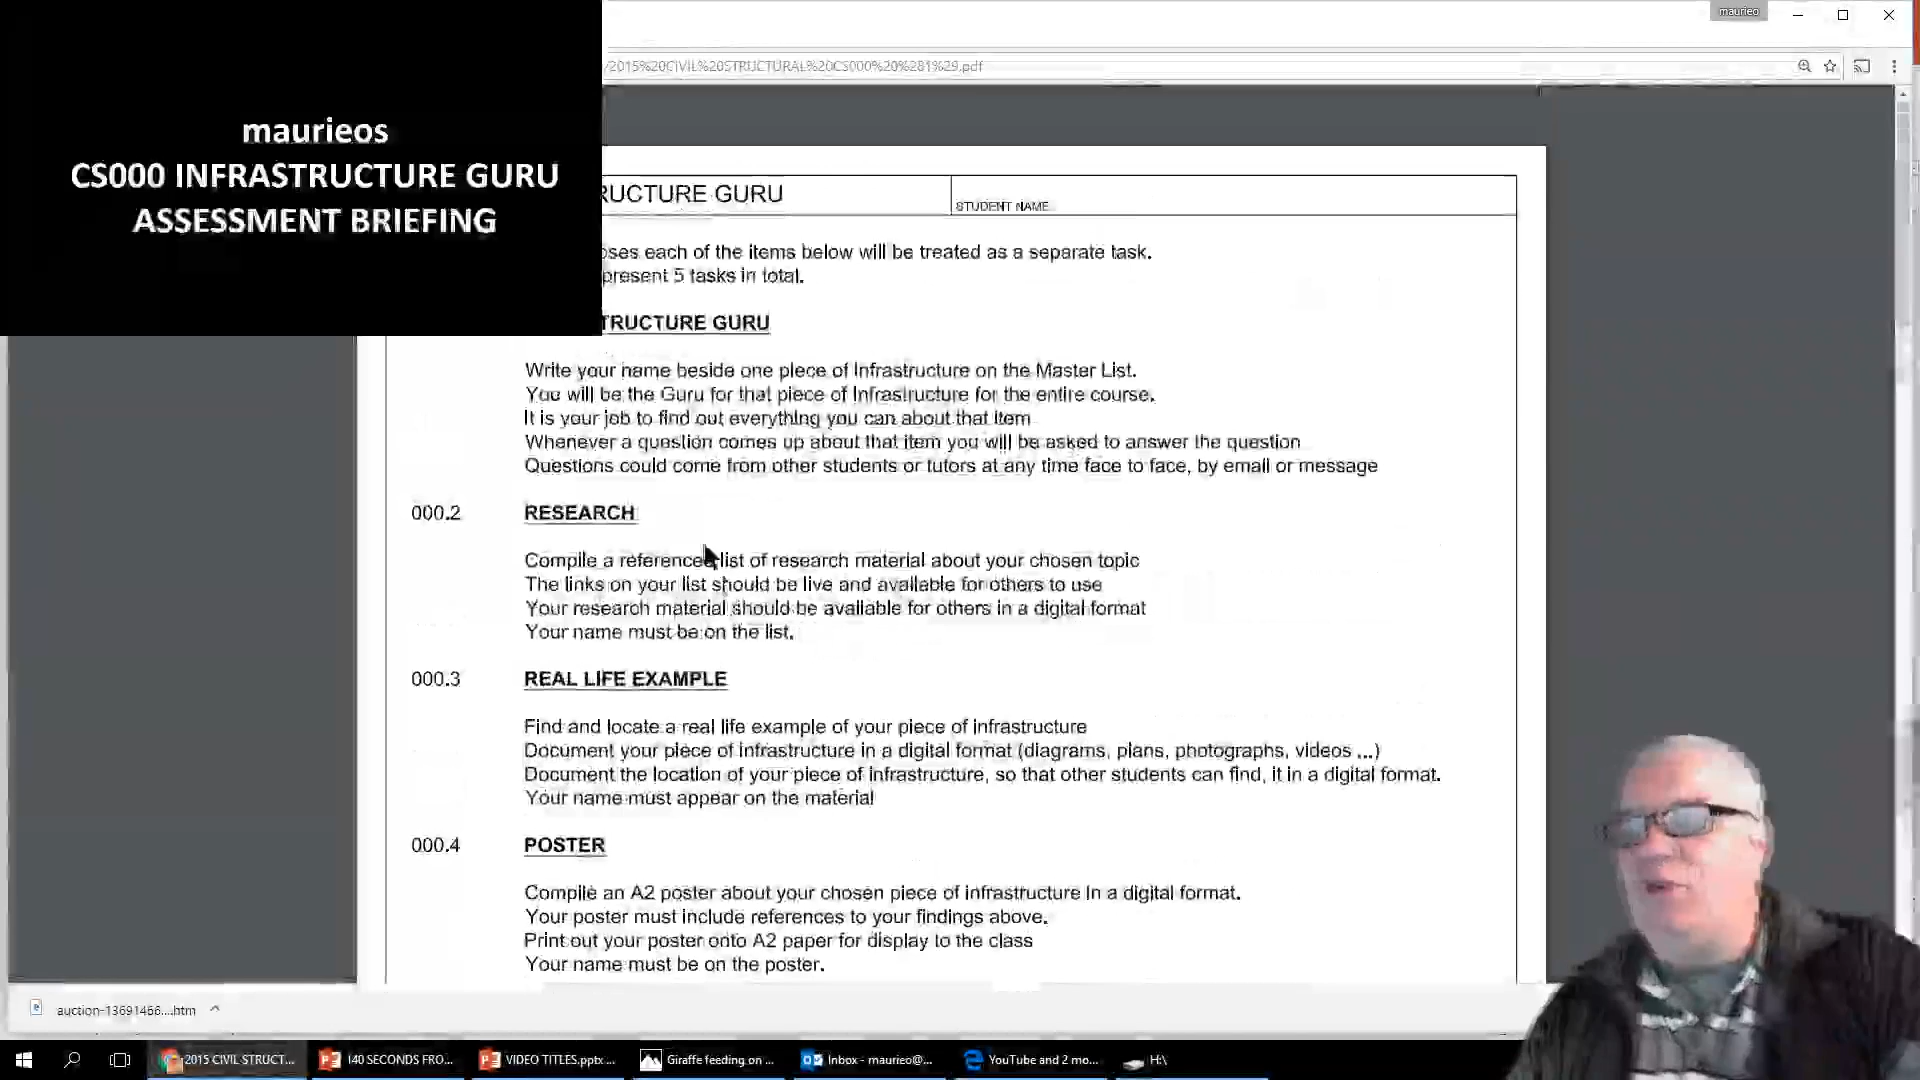 maurieo
/2015%20CIVIL%20STRUCTURAL%20CS000%20%281%29.pdf
maurieos
CS000 INFRASTRUCTURE GURU
ASSESSMENT BRIEFING
RUCTURE GURU
STUDENT NAME
oses each of the items below will be treated as a separate task.
present 5 tasks in total.
TRUCTURE GURU
Write your name beside one piece of Infrastructure on the Master List.
You will be the Guru for that piece of Infrastructure for the entire course.
It is your job to find out everything you can about that item
Whenever a question comes up about that item you will be asked to answer the question
Questions could come from other students or tutors at any time face to face, by email or message
000.2 RESEARCH
Compile a referenced list of research material about your chosen topic
The links on your list should be live and available for others to use
Your research material should be available for others in a digital format
Your name must be on the list.
000.3 REAL LIFE EXAMPLE
Find and locate a real life example of your piece of infrastructure
Document your piece of infrastructure in a digital format (diagrams, plans, photographs, videos ...)
Document the location of your piece of infrastructure, so that other students can find, it in a digital format.
Your name must appear on the material
000.4 POSTER
Compile an A2 poster about your chosen piece of infrastructure in a digital format.
Your poster must include references to your findings above.
Print out your poster onto A2 paper for display to the class
Your name must be on the poster.
auction-13691466....htm
2015 CIVIL STRUCT...
I40 SECONDS FRO...
VIDEO TITLES.pptx ...
Giraffe feeding on ...
Inbox - maurieo@...
YouTube and 2 mo...
H:\